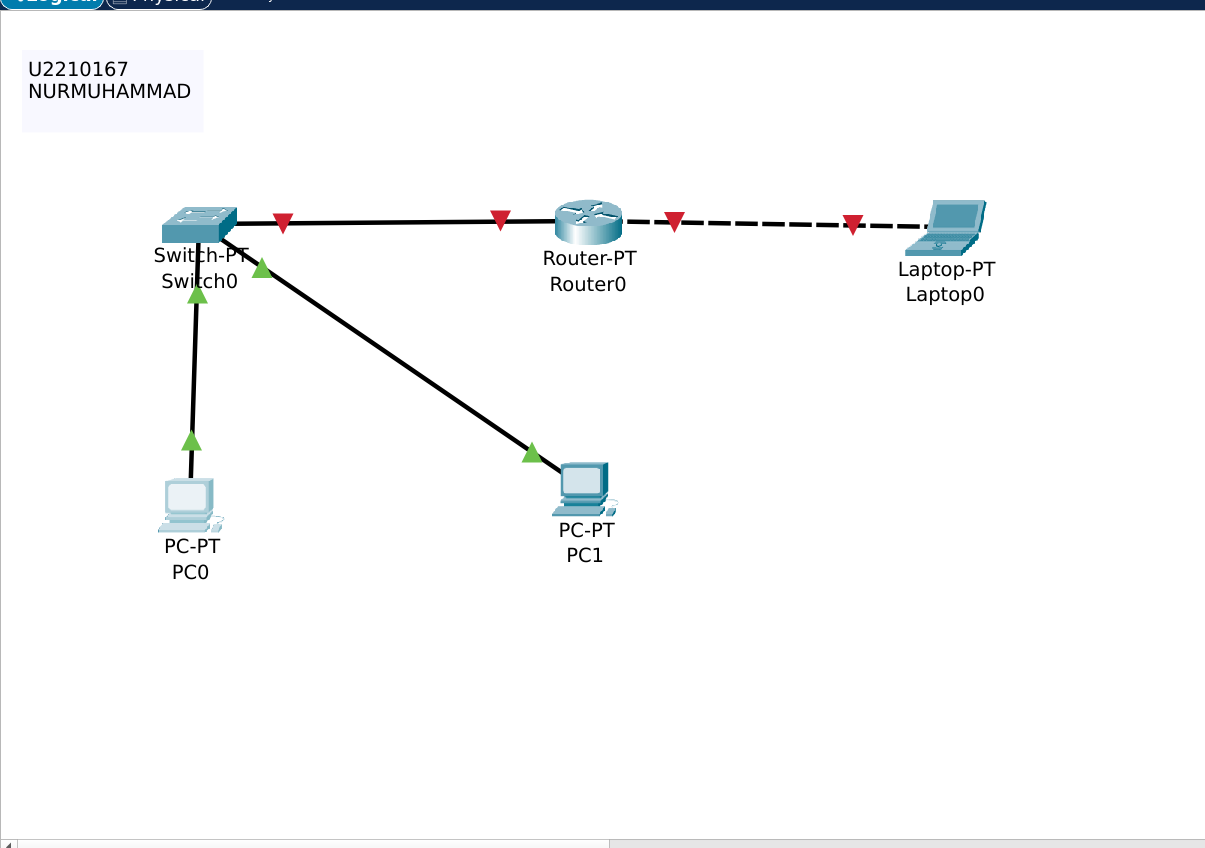 U2210167
NURMUHAMMAD
Switch-PT
Switch0
Router-PT
Router0
Laptop-PT
Laptop0
PC-PT
PC0
PC-PT
PC1